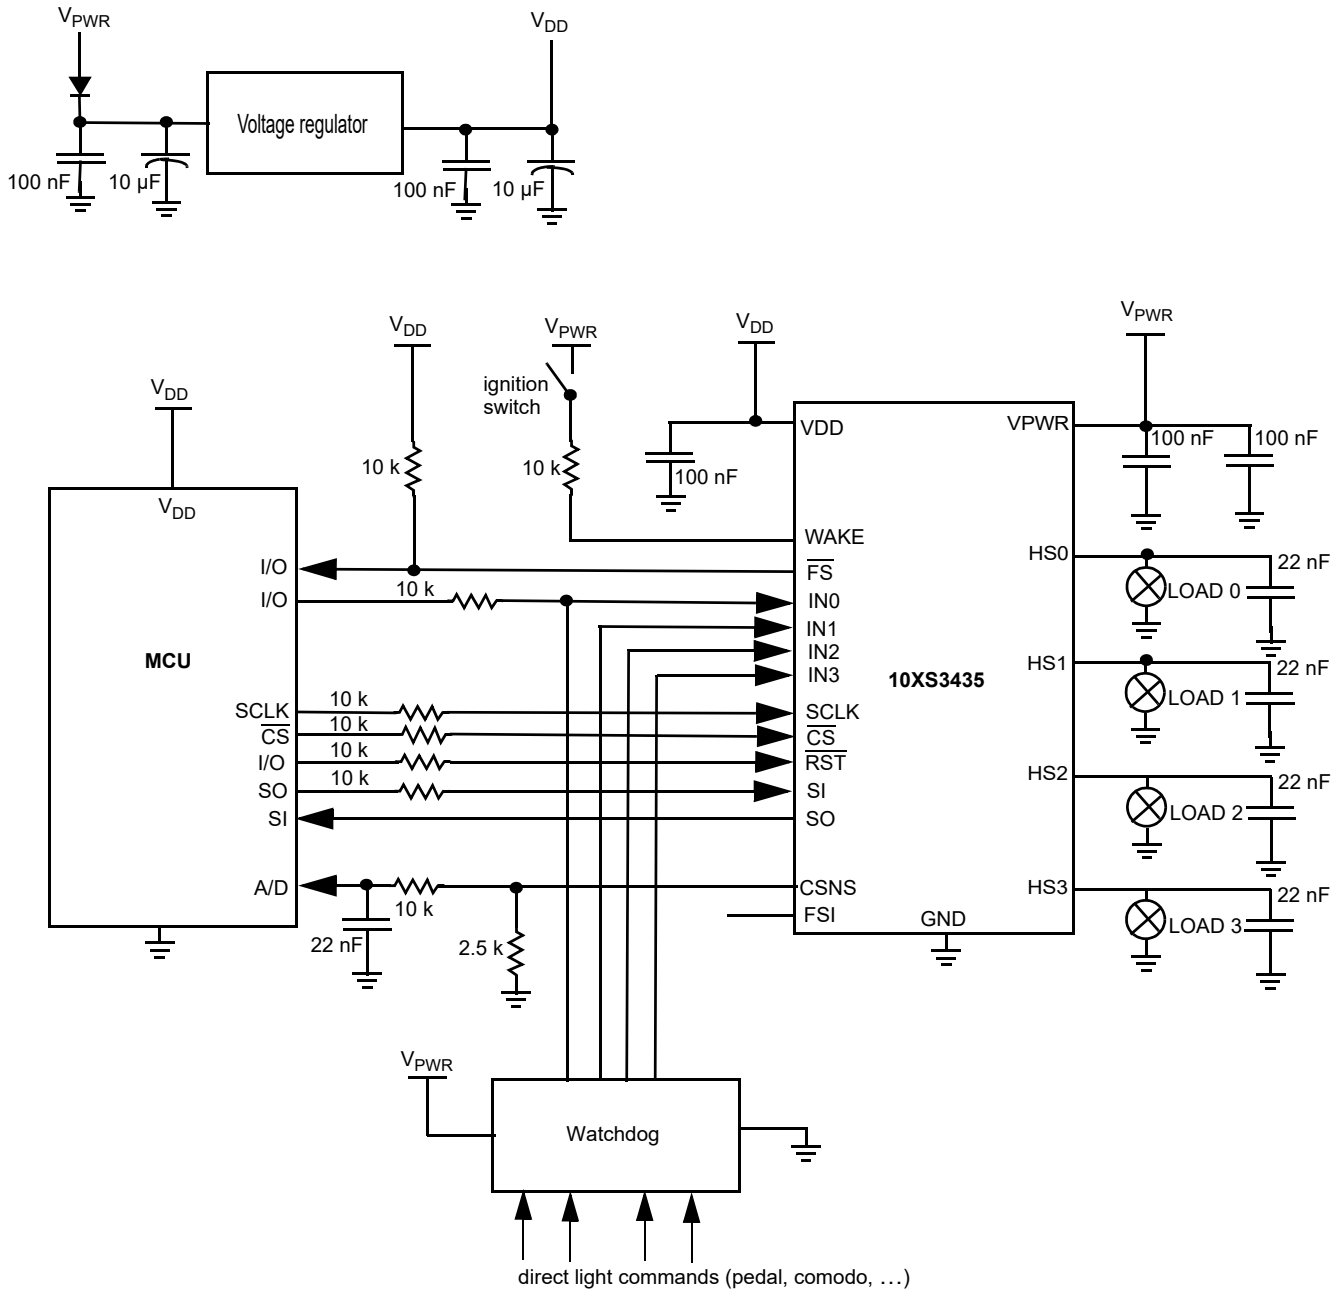 VPWR
VDD
Voltage regulator
100 nF
10 µF
100 nF
10 µF
VDD
VDD
VPWR
ignition
switch
VDD
VPWR
10 k
10 k
100 nF
100 nF
100 nF
VDD
I/O
I/O
MCU
SCLK
CS
I/O
SO
SI
A/D
10 k
10 k
10 k
10 k
10 k
10 k
22 nF
2.5 k
VDD
WAKE
FS
IN0
IN1
IN2
IN3
SCLK
CS
RST
SI
SO
CSNS
FSI
GND
10XS3435
VPWR
HS0
HS1
HS2
HS3
LOAD 0
22 nF
LOAD 1
22 nF
LOAD 2
22 nF
LOAD 3
22 nF
VPWR
Watchdog
direct light commands (pedal, comodo, …)